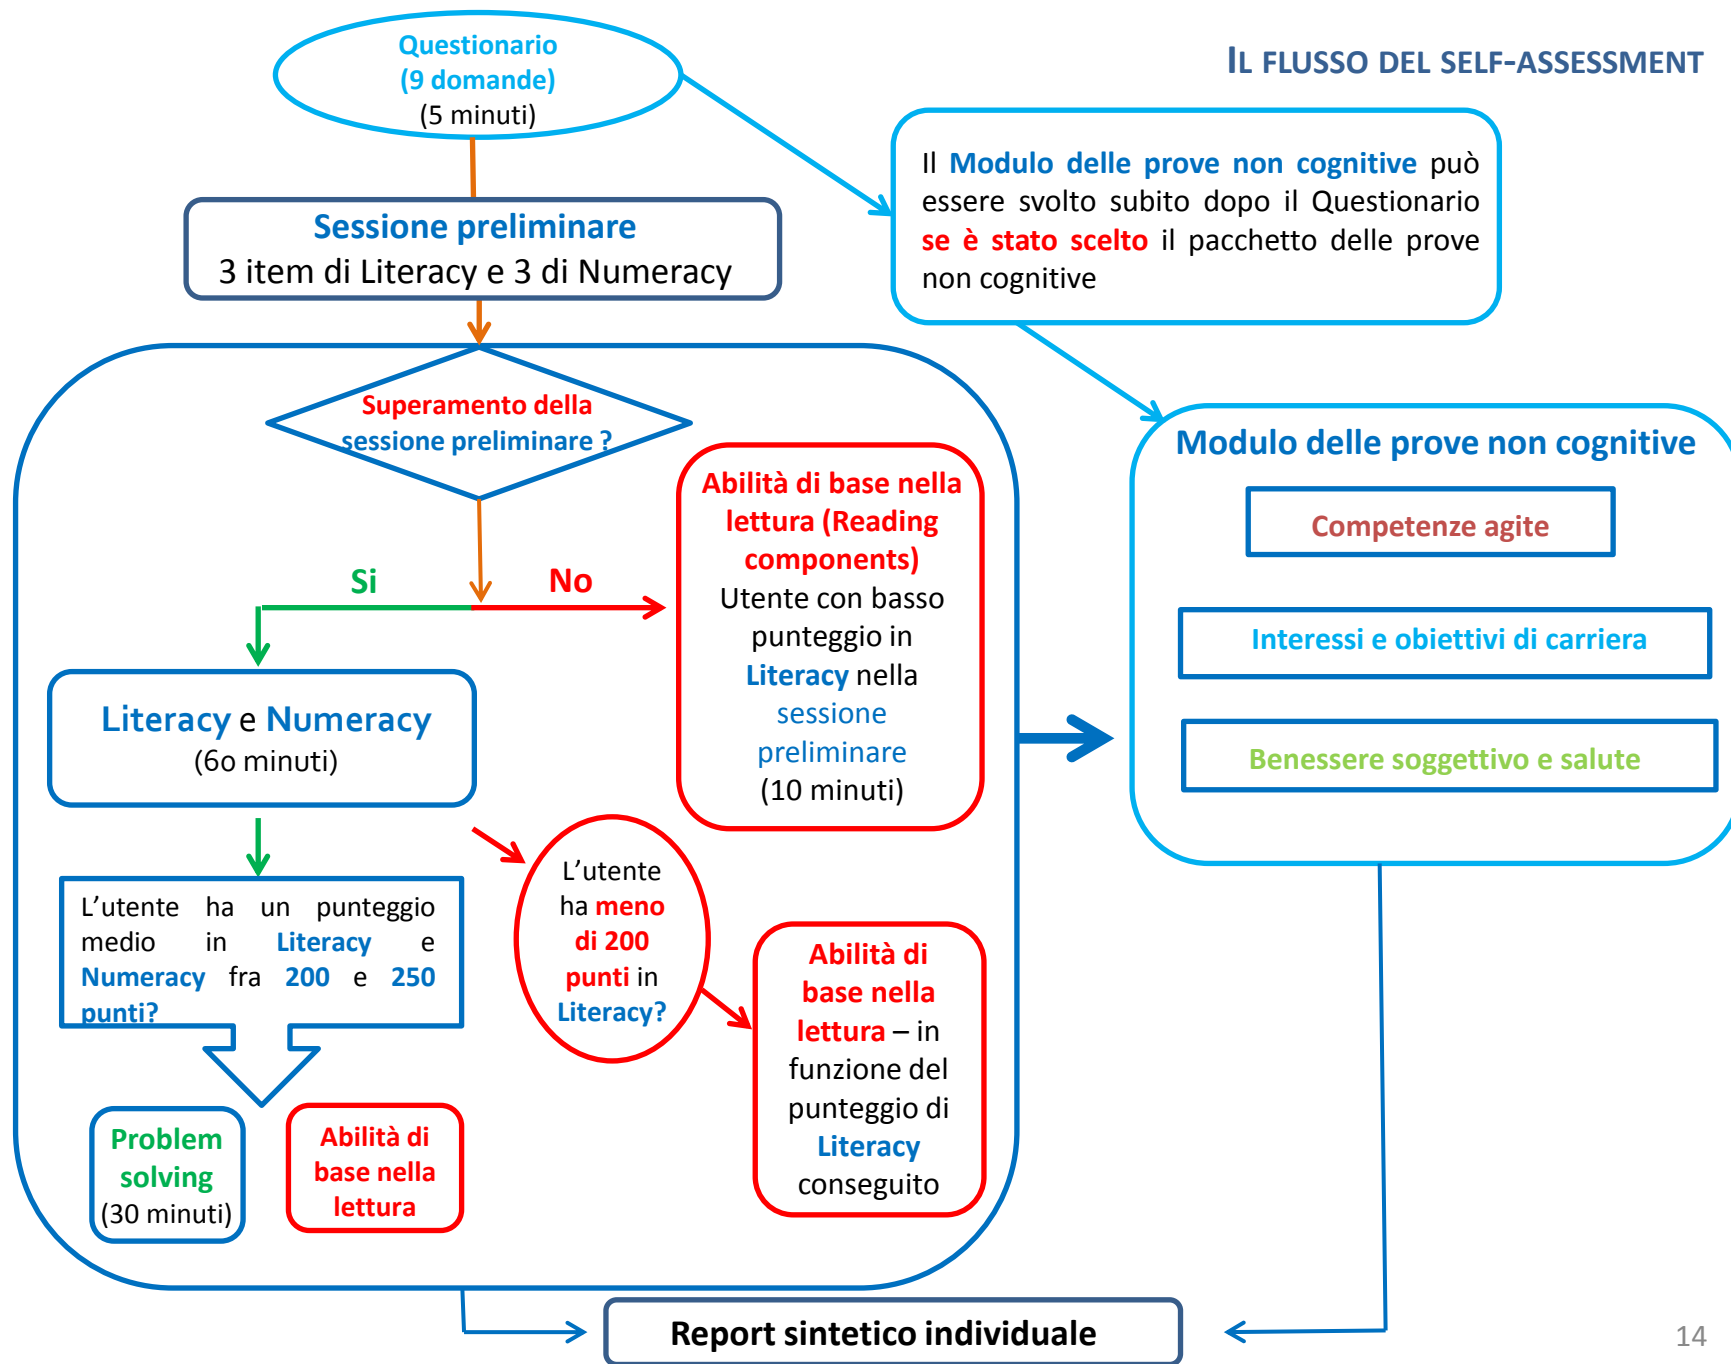 IL FLUSSO DEL SELF-ASSESSMENT
Questionario
(9 domande)
(5 minuti)
Il Modulo delle prove non cognitive può
essere svolto subito dopo il Questionario
se è stato scelto il pacchetto delle prove
non cognitive
Sessione preliminare
3 item di Literacy e 3 di Numeracy
Superamento della
sessione preliminare ?
Si
No
Abilità di base nella
lettura (Reading
components)
Utente con basso
punteggio in
Literacy nella
sessione
preliminare
(10 minuti)
Modulo delle prove non cognitive
Competenze agite
Interessi e obiettivi di carriera
Benessere soggettivo e salute
Literacy e Numeracy
(6o minuti)
L’utente ha un punteggio
medio in Literacy e
Numeracy fra 200 e 250
punti?
L’utente
ha meno
di 200
punti in
Literacy?
Abilità di
base nella
lettura – in
funzione del
punteggio di
Literacy
conseguito
Problem
solving
(30 minuti)
Abilità di
base nella
lettura
Report sintetico individuale
14